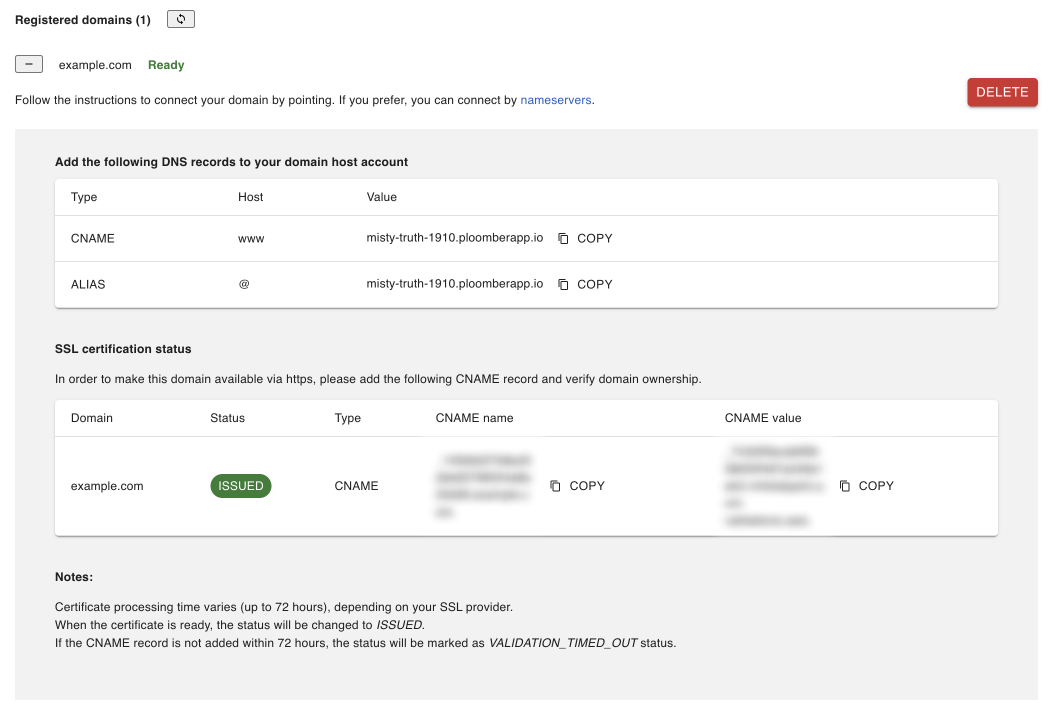 Registered domains (1)
example.com Ready
Follow the instructions to connect your domain by pointing. If you prefer, you can connect by nameservers.
DELETE
Add the following DNS records to your domain host account
Type Host Value
CNAME www misty-truth-1910.ploomberapp.io COPY
ALIAS @ misty-truth-1910.ploomberapp.io COPY
SSL certification status
In order to make this domain available via https, please add the following CNAME record and verify domain ownership.
Domain Status Type CNAME name CNAME value
example.com ISSUED CNAME COPY COPY
Notes:
Certificate processing time varies (up to 72 hours), depending on your SSL provider.
When the certificate is ready, the status will be changed to ISSUED.
If the CNAME record is not added within 72 hours, the status will be marked as VALIDATION_TIMED_OUT status.